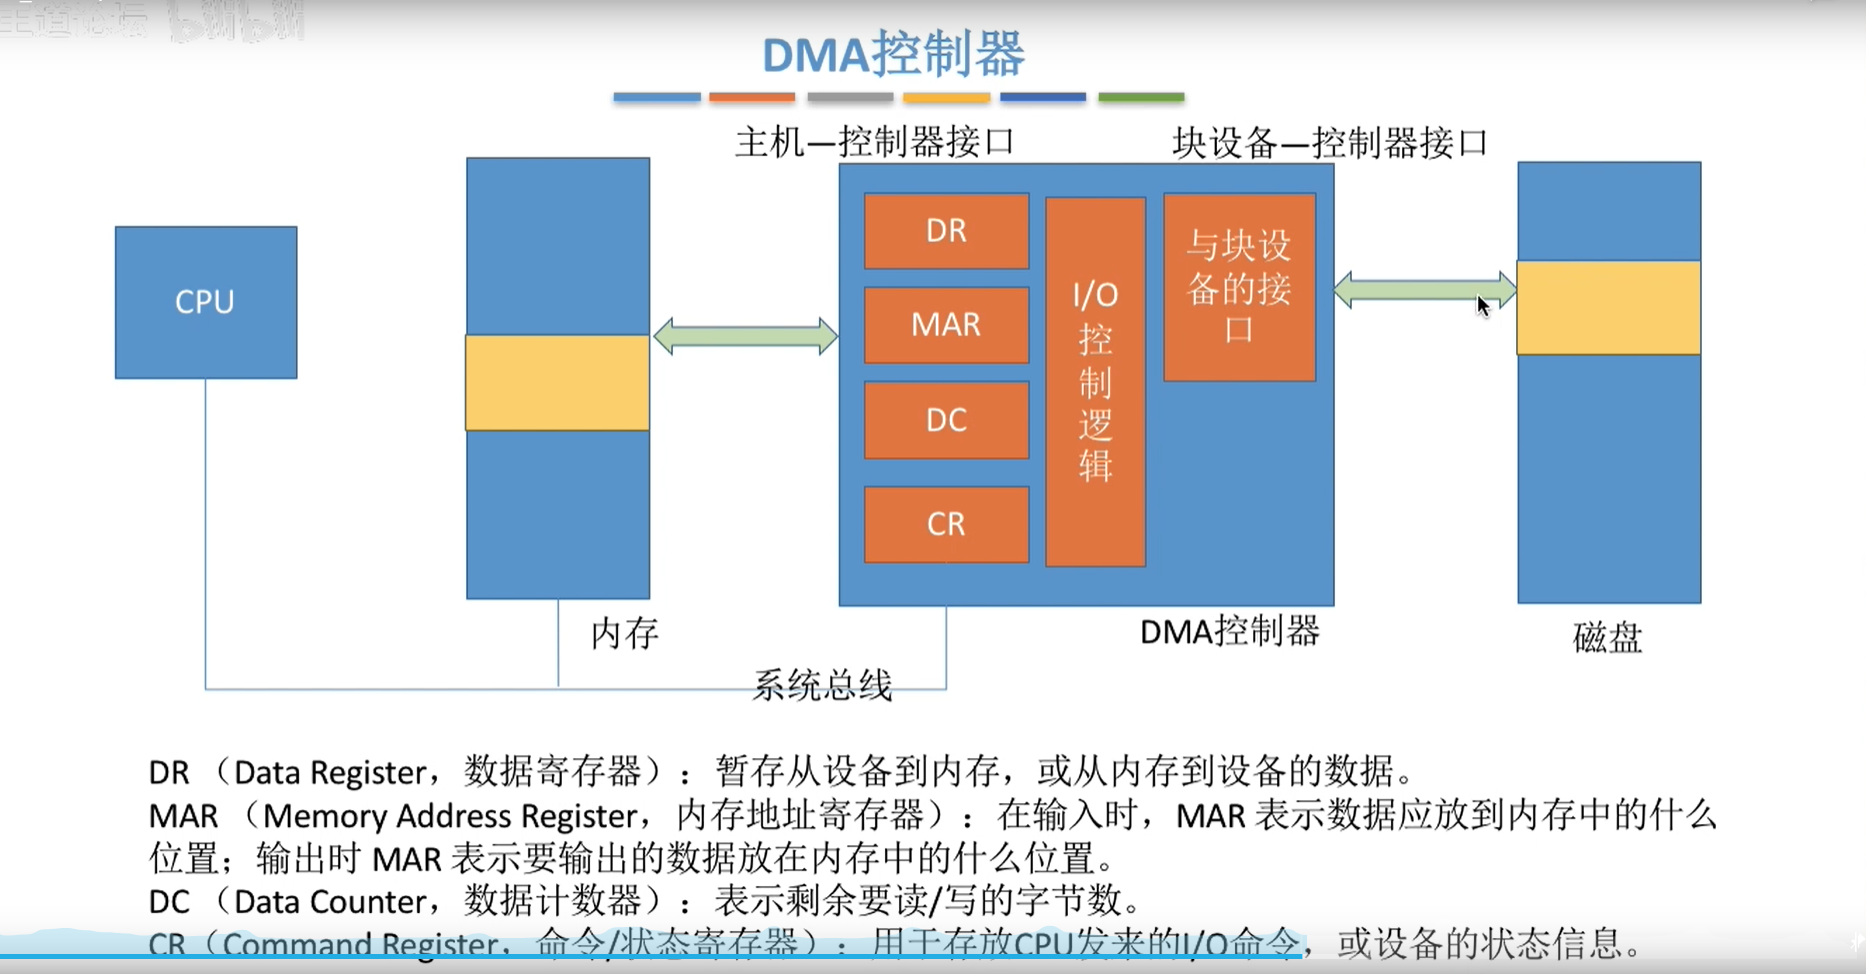 王道论坛 bilibili
DMA控制器
主机—控制器接口
块设备—控制器接口
CPU
DR
MAR
DC
CR
I/O
控
制
逻
辑
与块设
备的接
口
内存
DMA控制器
磁盘
系统总线
DR （Data Register，数据寄存器）：暂存从设备到内存，或从内存到设备的数据。
MAR （Memory Address Register，内存地址寄存器）：在输入时，MAR 表示数据应放到内存中的什么
位置；输出时 MAR 表示要输出的数据放在内存中的什么位置。
DC （Data Counter，数据计数器）：表示剩余要读/写的字节数。
CR（Command Register，命令/状态寄存器）：用于存放CPU发来的I/O命令，或设备的状态信息。